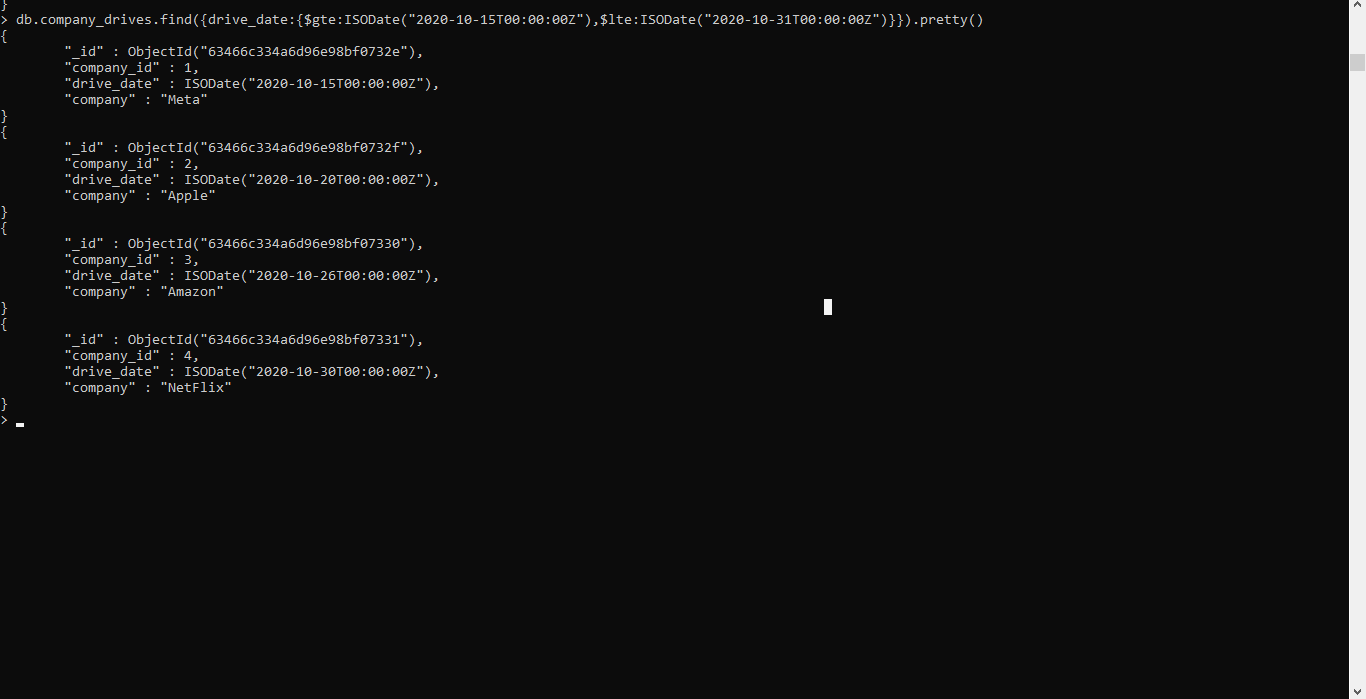 }
> db.company_drives.find({drive_date:{$gte:ISODate("2020-10-15T00:00:00Z"),$lte:ISODate("2020-10-31T00:00:00Z")}}).pretty()
{
        "_id" : ObjectId("63466c334a6d96e98bf0732e"),
        "company_id" : 1,
        "drive_date" : ISODate("2020-10-15T00:00:00Z"),
        "company" : "Meta"
}
{
        "_id" : ObjectId("63466c334a6d96e98bf0732f"),
        "company_id" : 2,
        "drive_date" : ISODate("2020-10-20T00:00:00Z"),
        "company" : "Apple"
}
{
        "_id" : ObjectId("63466c334a6d96e98bf07330"),
        "company_id" : 3,
        "drive_date" : ISODate("2020-10-26T00:00:00Z"),
        "company" : "Amazon"
}
{
        "_id" : ObjectId("63466c334a6d96e98bf07331"),
        "company_id" : 4,
        "drive_date" : ISODate("2020-10-30T00:00:00Z"),
        "company" : "NetFlix"
}
>